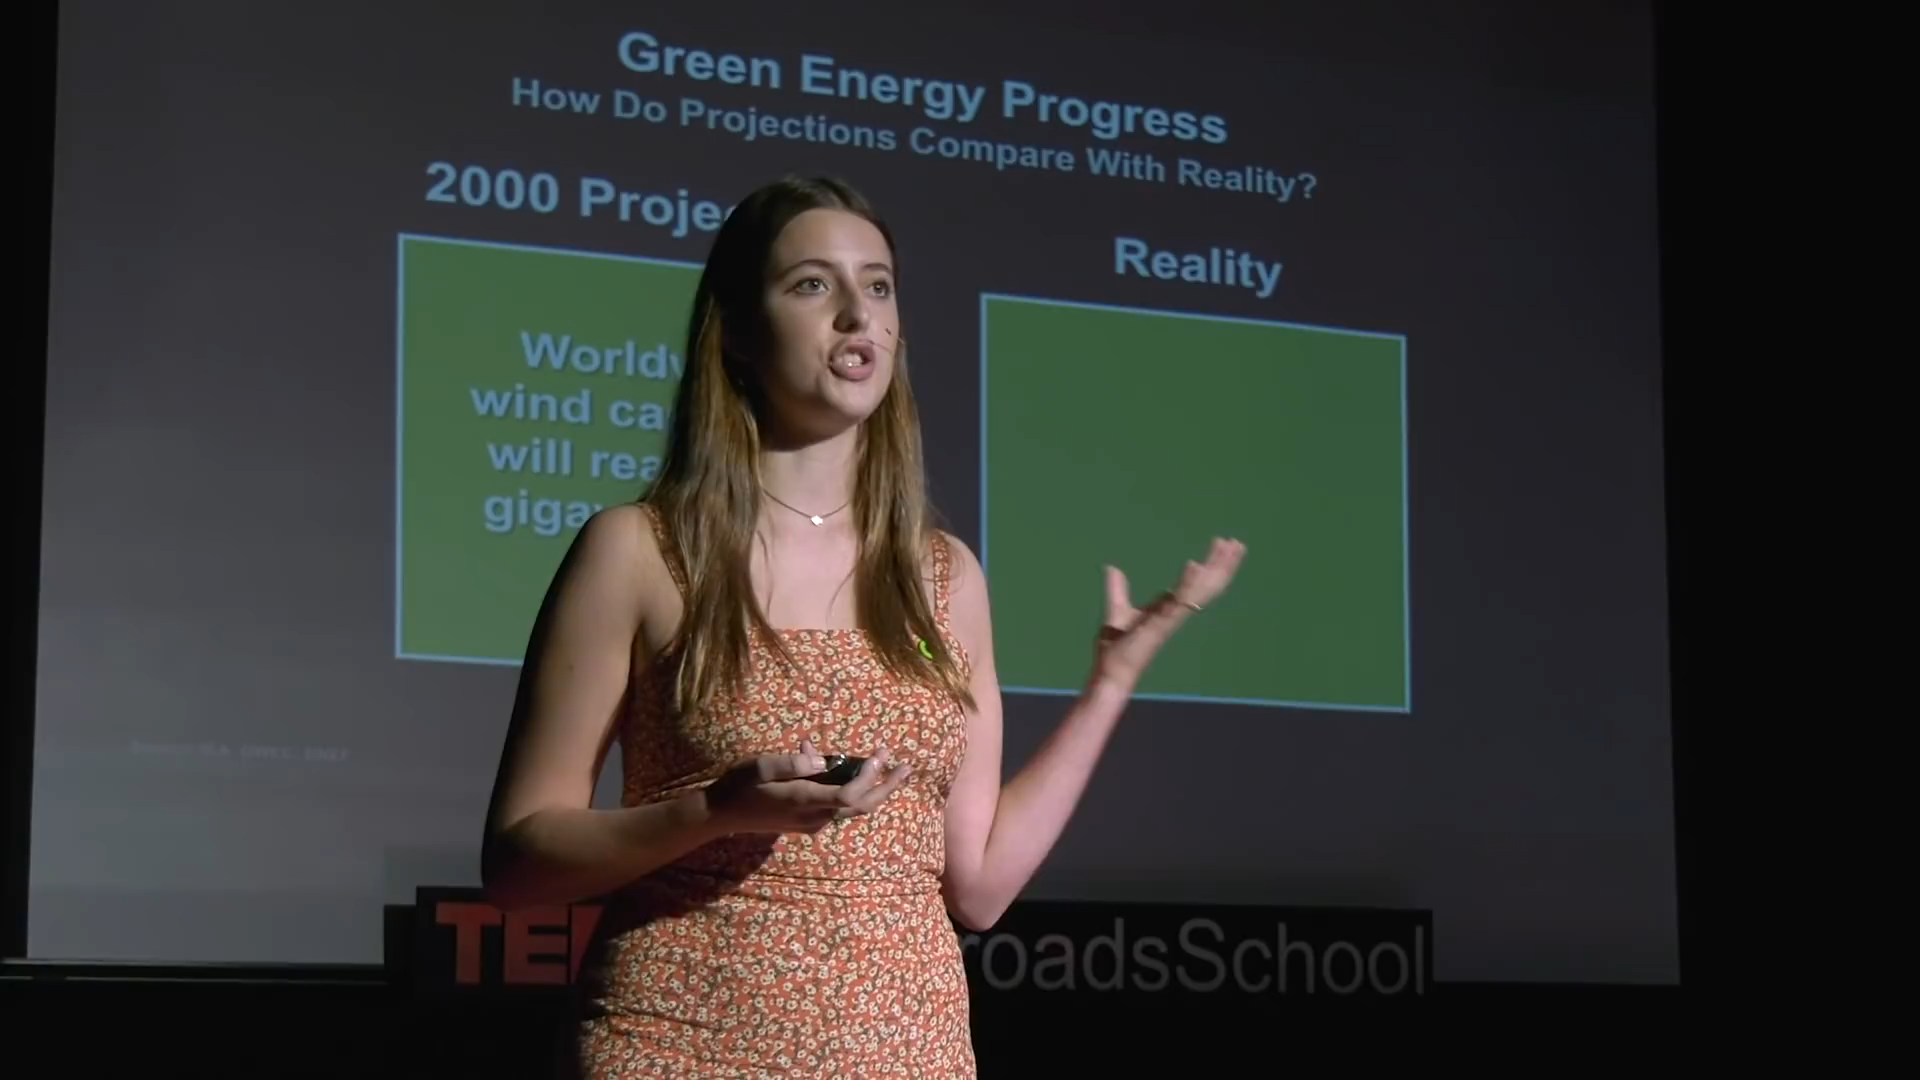 Green Energy Progress
How Do Projections Compare With Reality?
2000 Proje
Reality
World
wind ca
will rea
giga
TE
roadsSchool